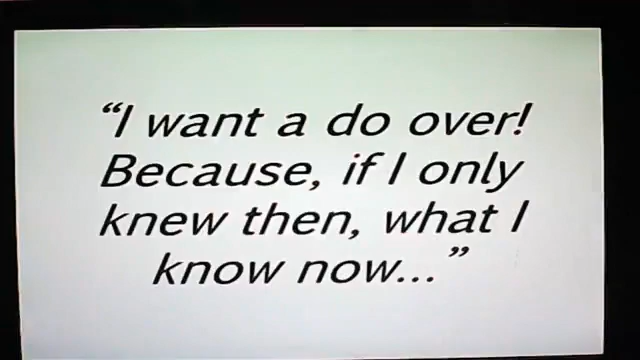 “I want a do over!
Because, if I only
knew then, what I
know now...”